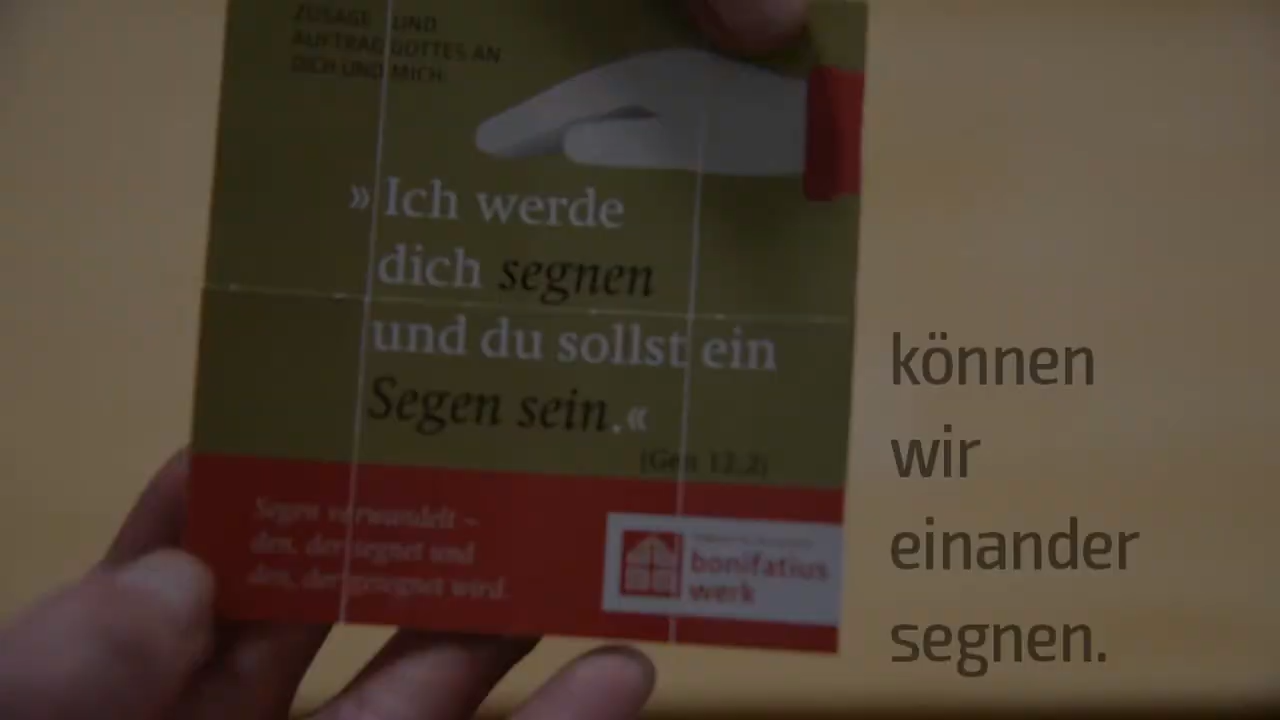 ZUSAGE UND
AUFTRAG GOTTES AN
DICH UND MICH.
»Ich werde
dich segnen
und du sollst ein
Segen sein.«
(Gen 12,2)
Segen verwandelt –
den, der segnet und
den, der gesegnet wird.
bonifatius
werk
können
wir
einander
segnen.